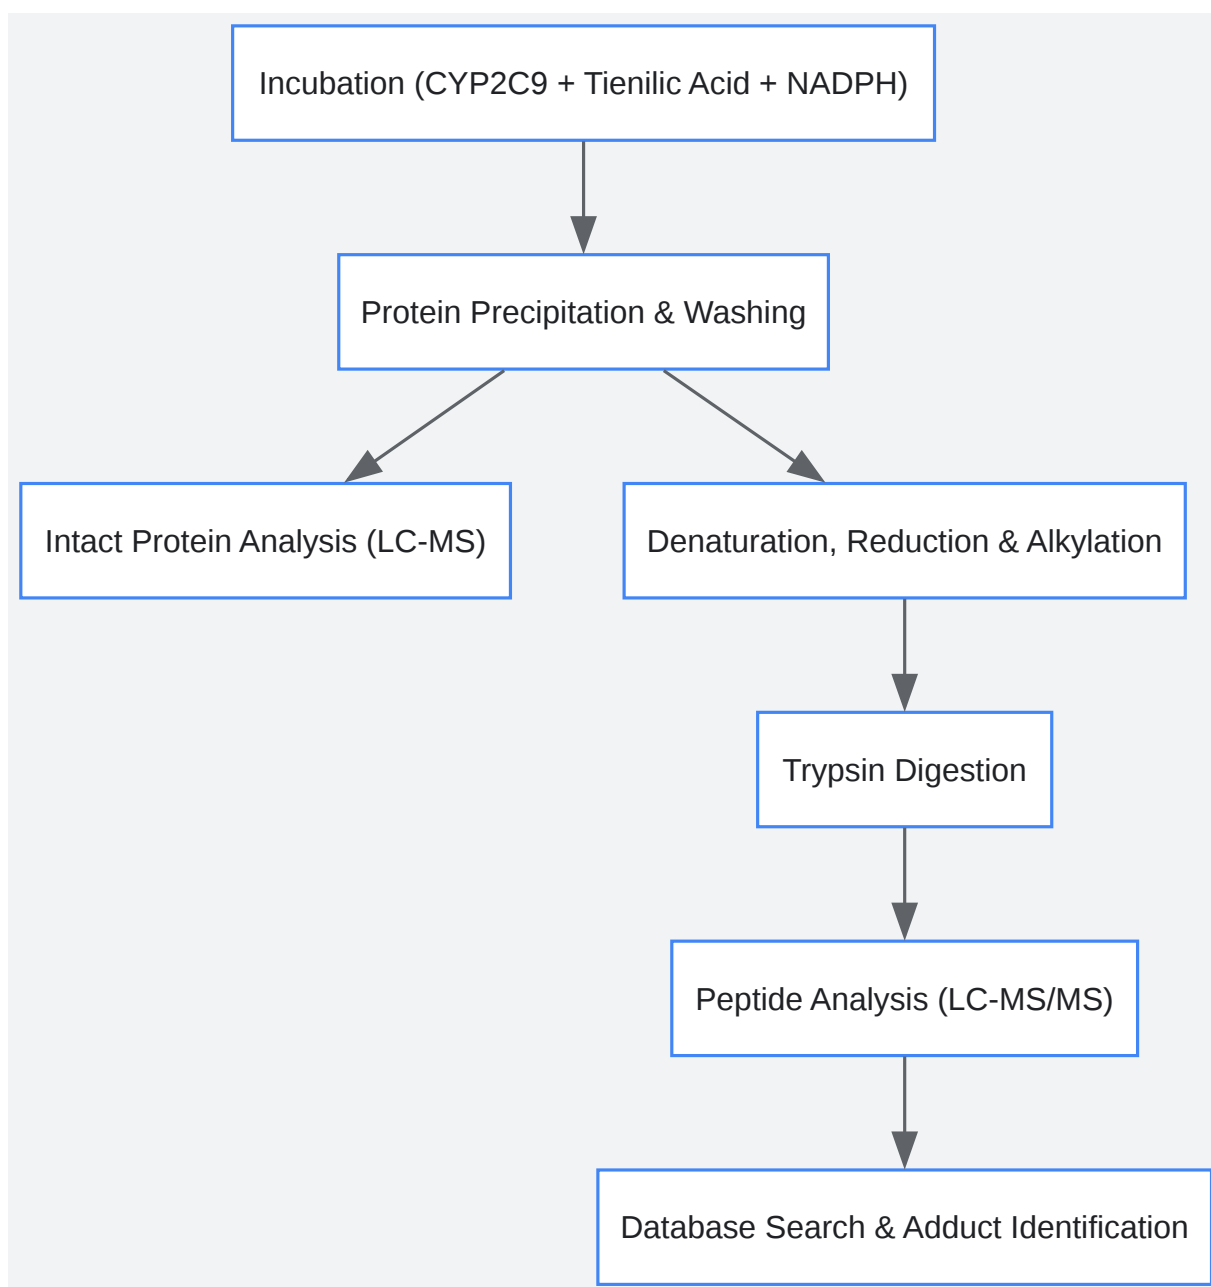 Incubation (CYP2C9 + Tienilic Acid + NADPH)
Protein Precipitation & Washing
Intact Protein Analysis (LC-MS)
Denaturation, Reduction & Alkylation
Trypsin Digestion
Peptide Analysis (LC-MS/MS)
Database Search & Adduct Identification